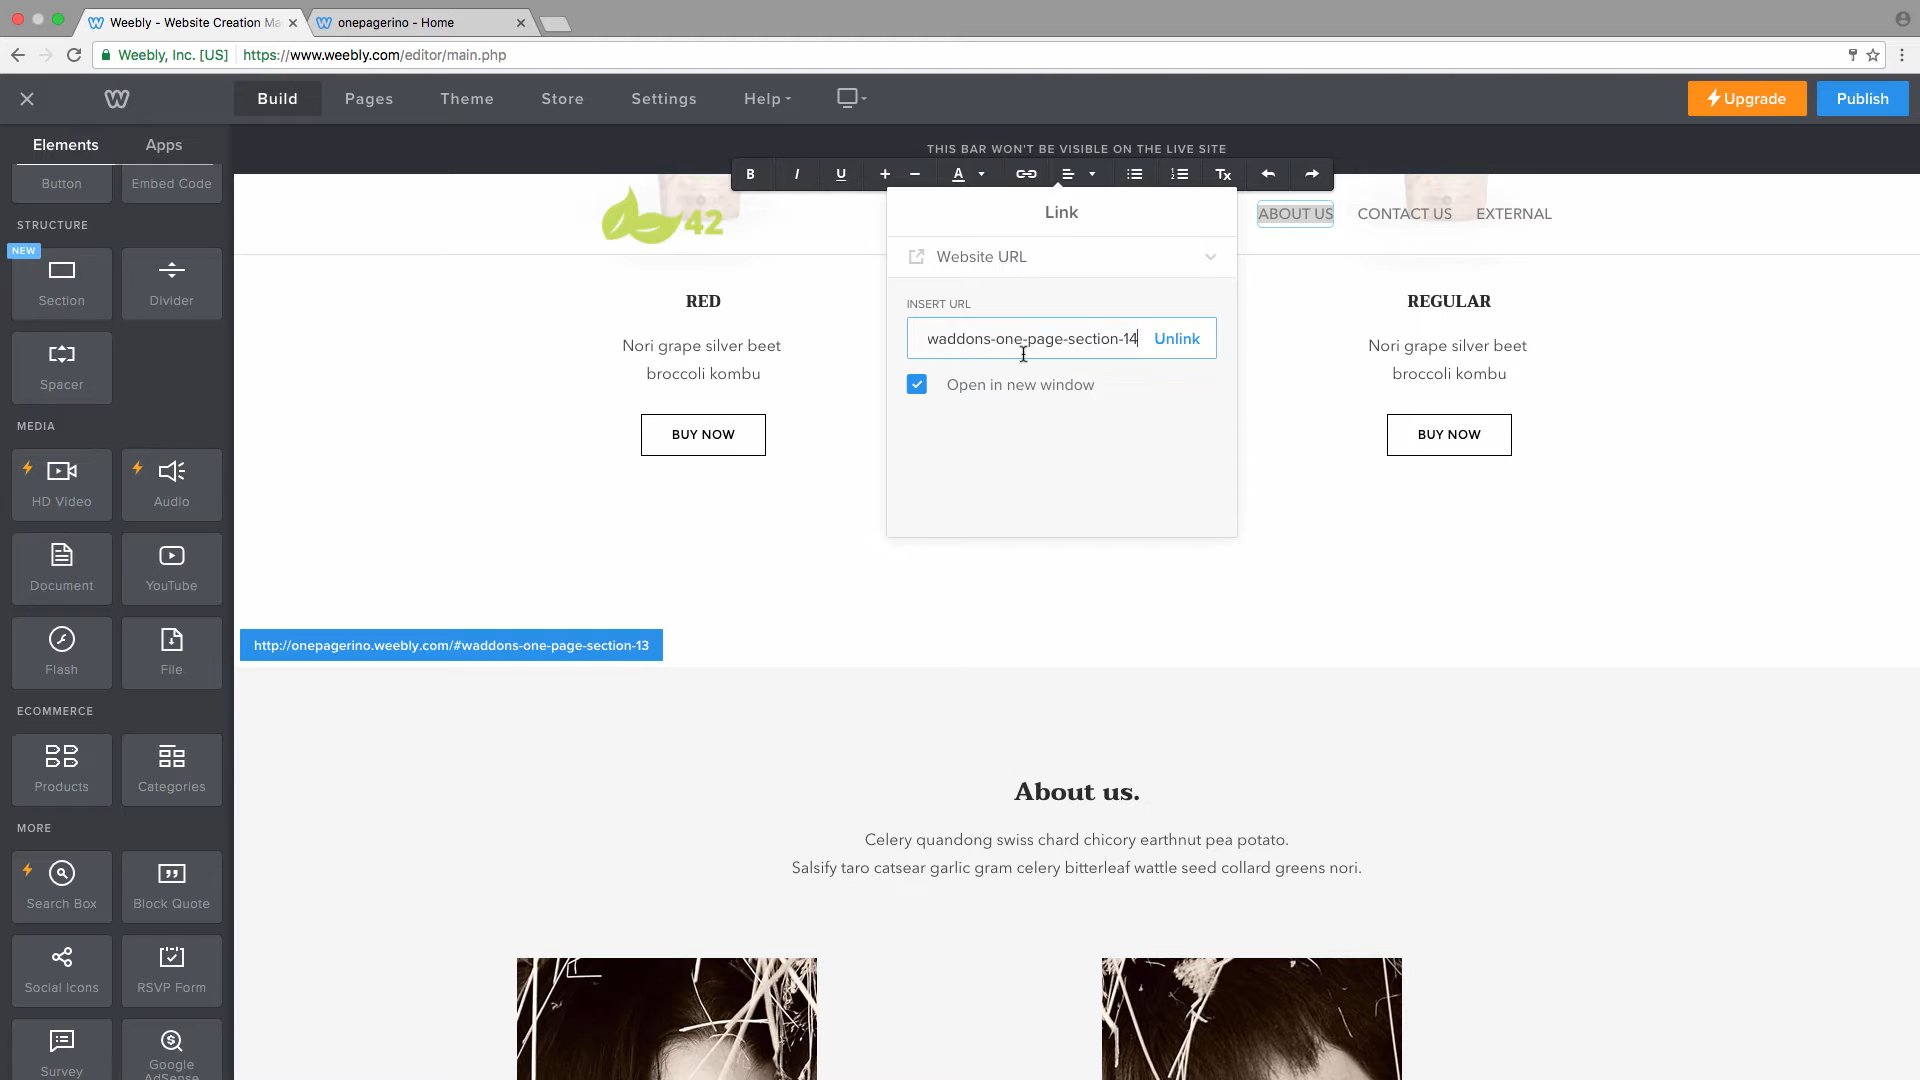 Weebly - Website Creation Ma
onepagerino - Home
Weebly, Inc. [US]
https://www.weebly.com/editor/main.php
Build
Pages
Theme
Store
Settings
Help
Upgrade
Publish
Elements
Apps
THIS BAR WON'T BE VISIBLE ON THE LIVE SITE
Button
Embed Code
B
I
U
A
Tx
STRUCTURE
NEW
Section
Divider
Spacer
42
ABOUT US
CONTACT US
EXTERNAL
Link
Website URL
INSERT URL
waddons-one-page-section-14
Unlink
Open in new window
RED
Nori grape silver beet
broccoli kombu
BUY NOW
REGULAR
Nori grape silver beet
broccoli kombu
BUY NOW
MEDIA
HD Video
Audio
Document
YouTube
Flash
File
http://onepagerino.weebly.com/#waddons-one-page-section-13
ECOMMERCE
Products
Categories
About us.
Celery quandong swiss chard chicory earthnut pea potato.
Salsify taro catsear garlic gram celery bitterleaf wattle seed collard greens nori.
MORE
Search Box
Block Quote
Social Icons
RSVP Form
Survey
Google
AdSense